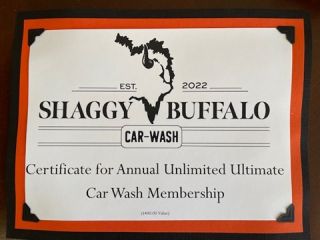 EST. 2022
SHAGGY BUFFALO
CAR-WASH
Certificate for Annual Unlimited Ultimate
Car Wash Membership